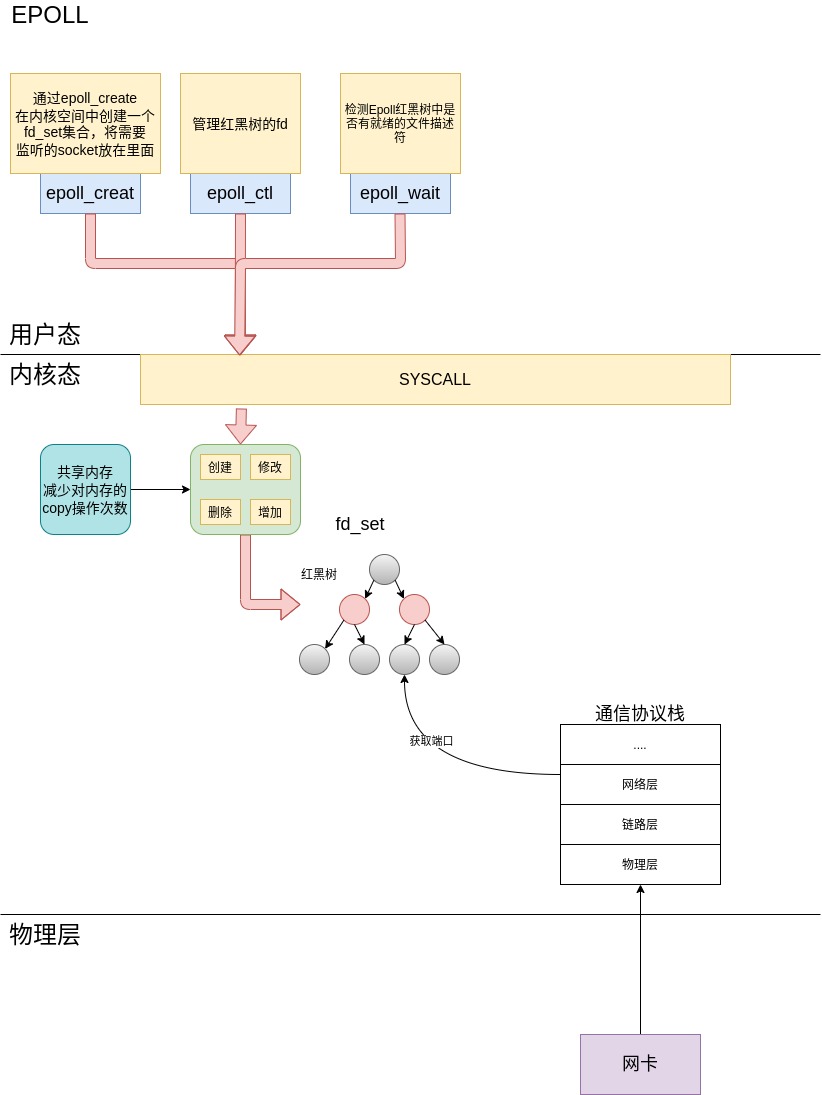 EPOLL
通过epoll_create
在内核空间中创建一个
fd_set集合，将需要
监听的socket放在里面
管理红黑树的fd
检测Epoll红黑树中是
否有就绪的文件描述
符
epoll_creat
epoll_ctl
epoll_wait
用户态
内核态
SYSCALL
共享内存
减少对内存的
copy操作次数
创建
修改
删除
增加
fd_set
红黑树
获取端口
通信协议栈
....
网络层
链路层
物理层
物理层
网卡